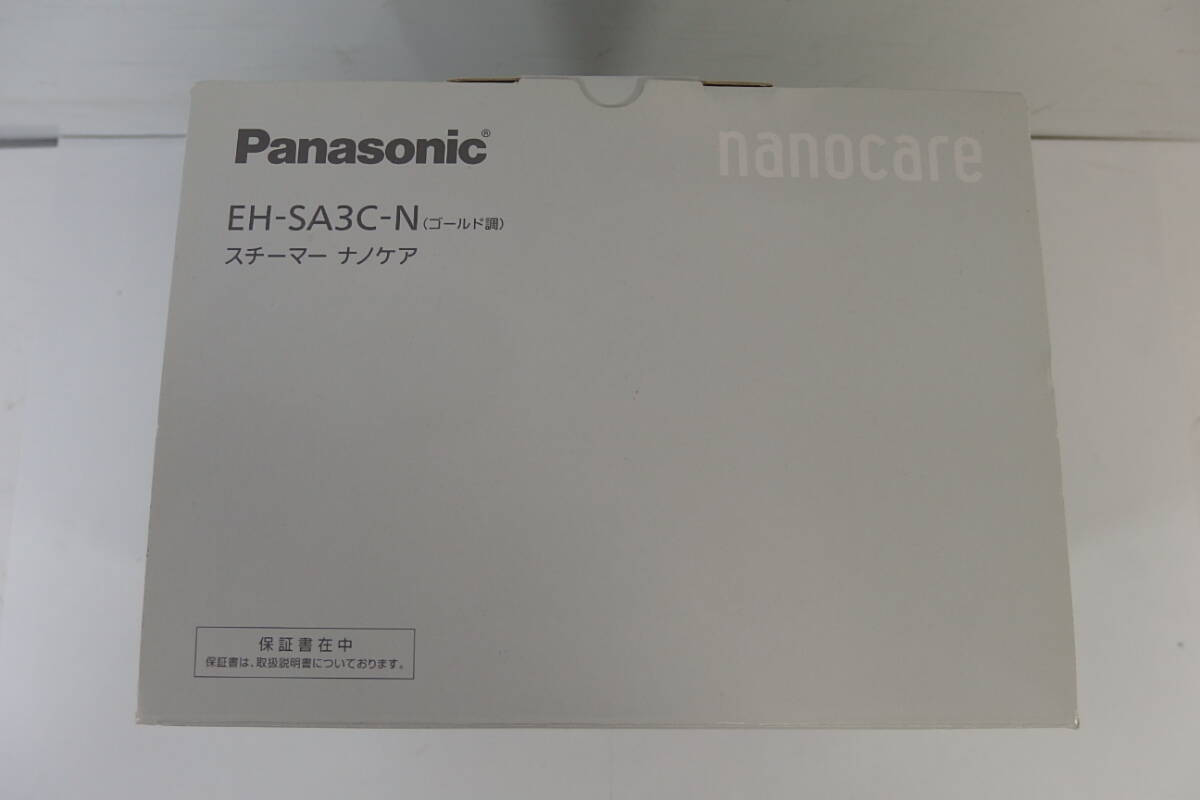 Panasonic®
nanocare
EH-SA3C-N(ゴールド調)
スチーマー ナノケア
保証書在中
保証書は、取扱説明書についております。